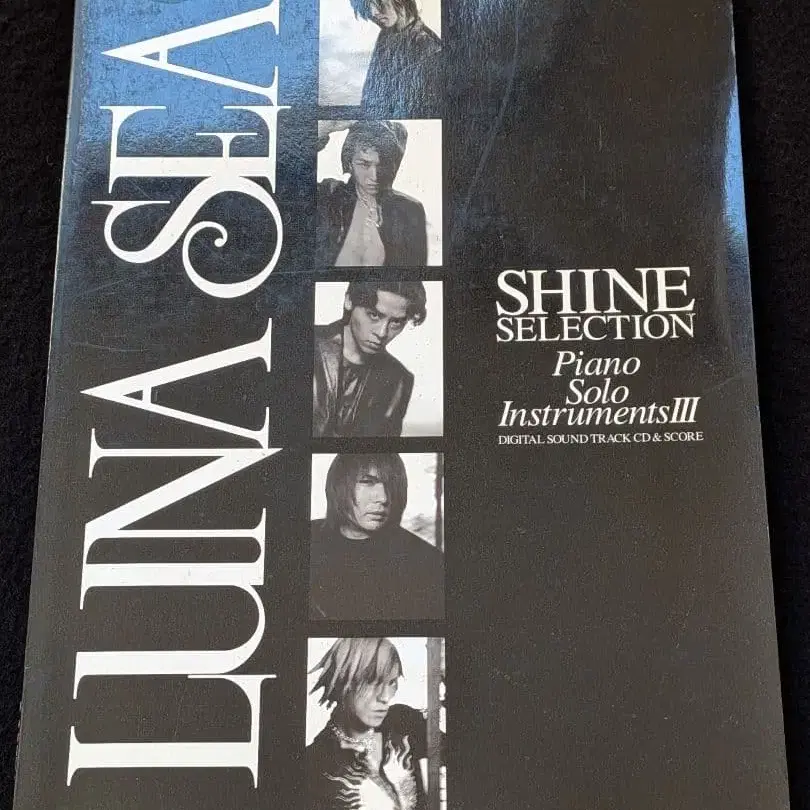 LUNA SEA
SHINE
SELECTION
Piano
Solo
Instruments III
DIGITAL SOUND TRACK CD & SCORE